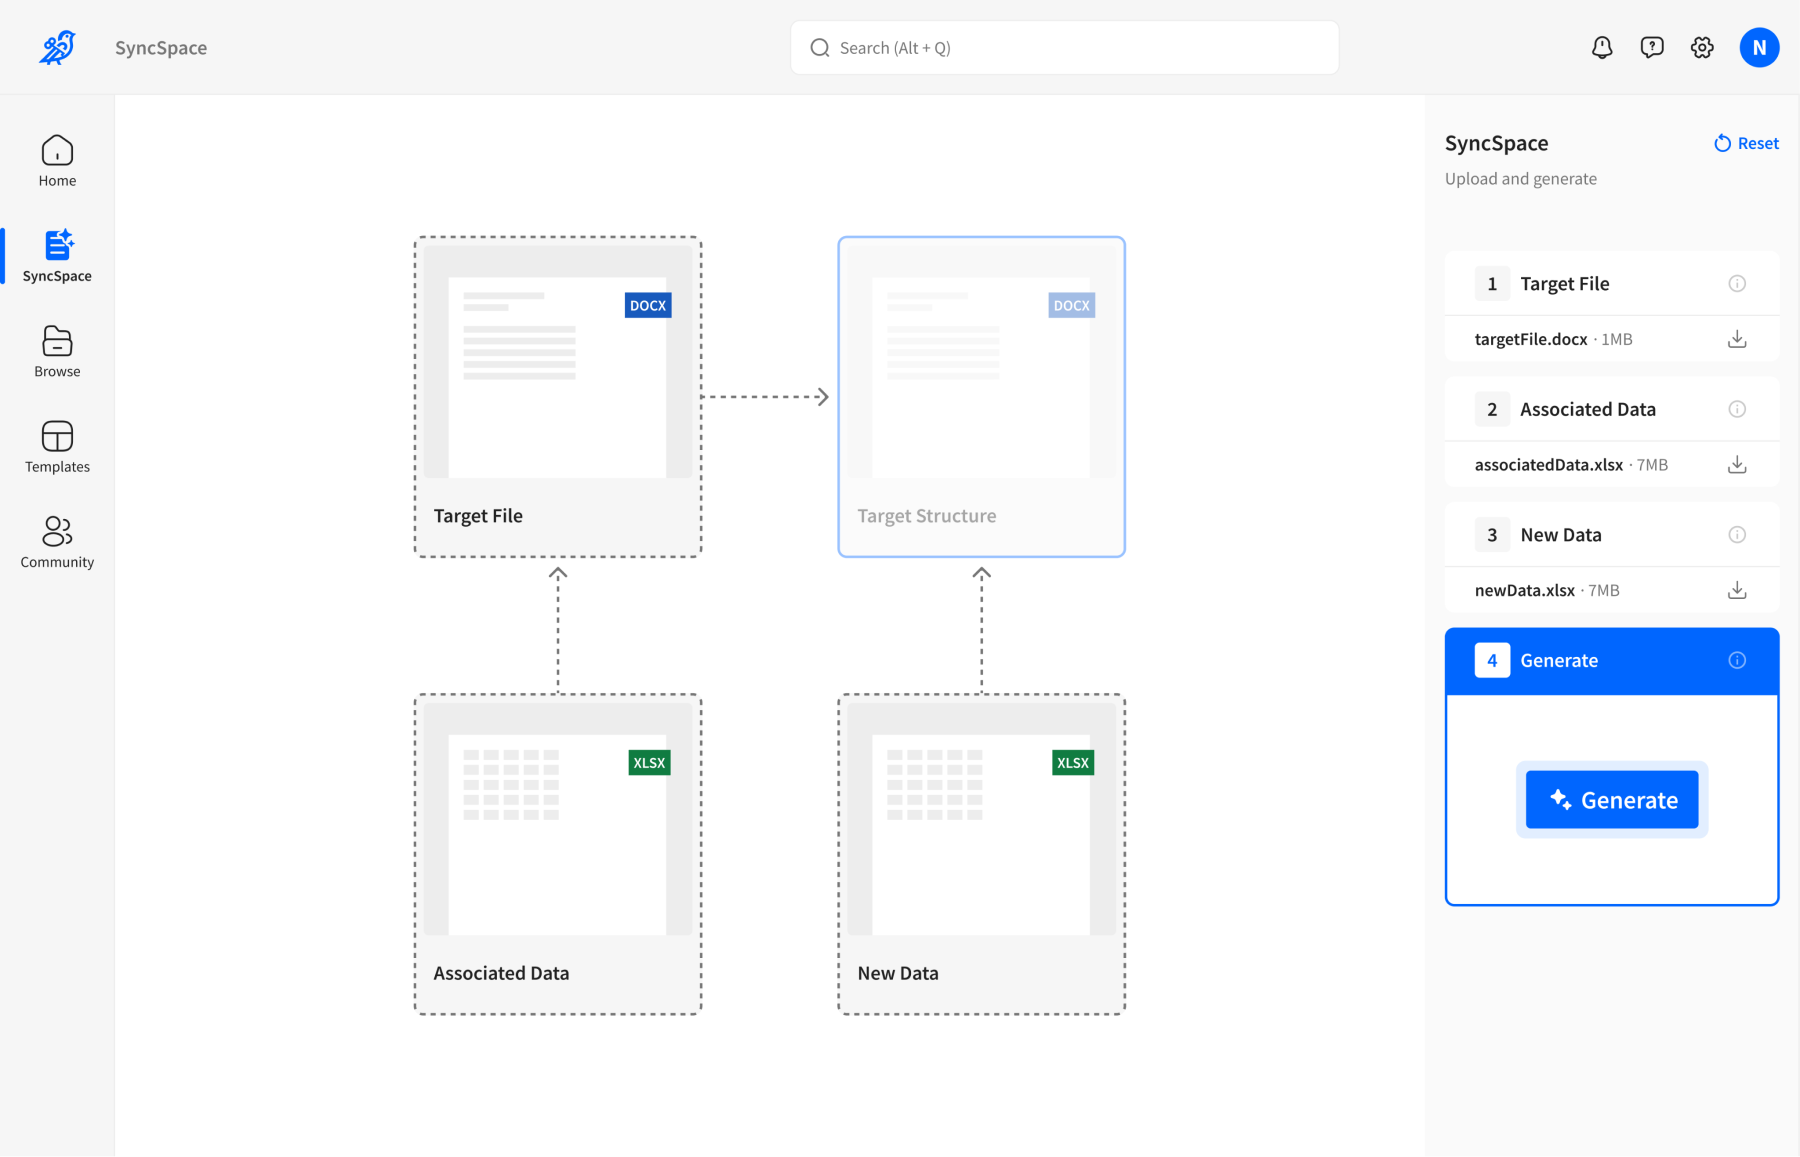 SyncSpace
Search (Alt + Q)
N
Home
SyncSpace
Browse
Templates
Community
DOCX
Target File
DOCX
Target Structure
XLSX
Associated Data
XLSX
New Data
SyncSpace
Reset
Upload and generate
1 Target File
targetFile.docx · 1MB
2 Associated Data
associatedData.xlsx · 7MB
3 New Data
newData.xlsx · 7MB
4 Generate
Generate